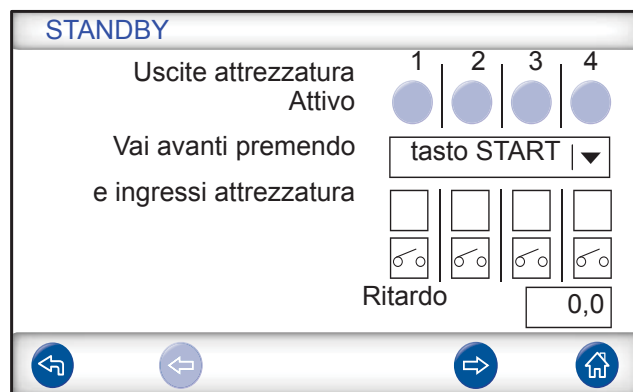 STANDBY
Uscite attrezzatura 1 2 3 4
Attivo
Vai avanti premendo tasto START
e ingressi attrezzatura
Ritardo 0,0